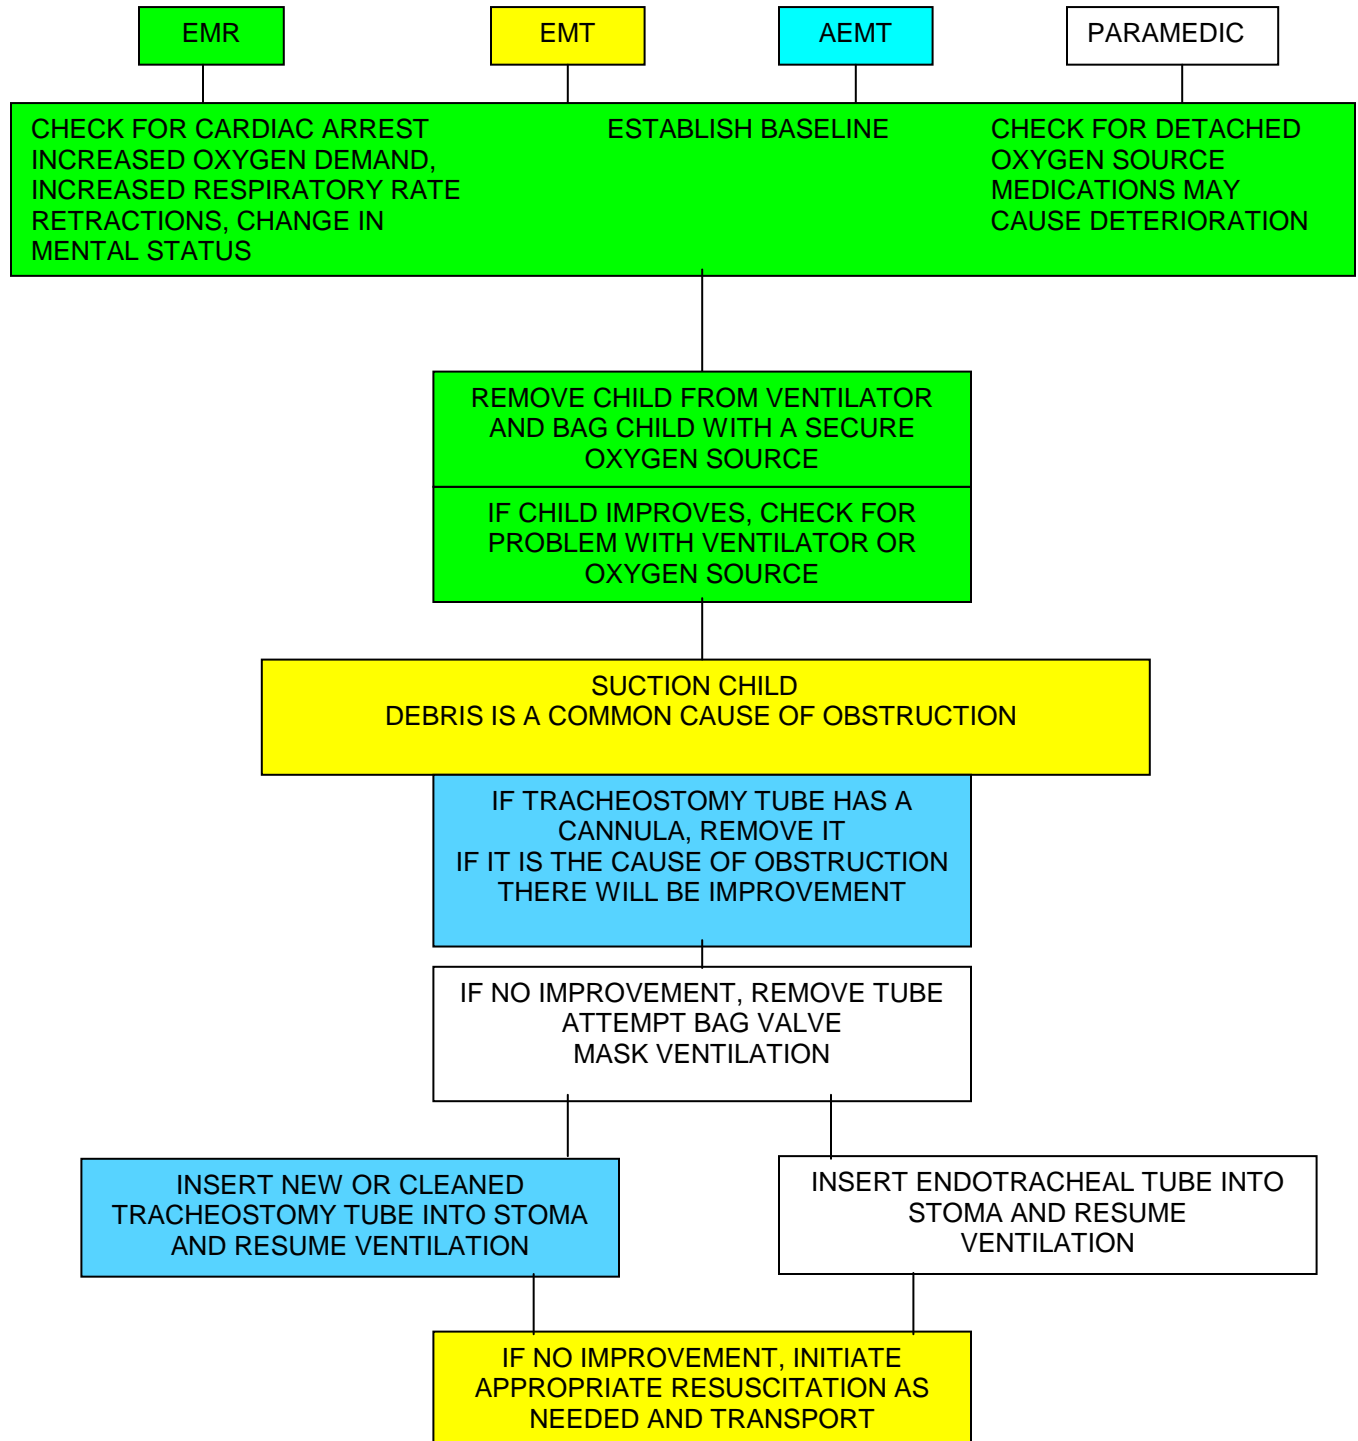 EMR
EMT
AEMT
PARAMEDIC
CHECK FOR CARDIAC ARREST
INCREASED OXYGEN DEMAND,
INCREASED RESPIRATORY RATE
RETRACTIONS, CHANGE IN
MENTAL STATUS
ESTABLISH BASELINE
CHECK FOR DETACHED
OXYGEN SOURCE
MEDICATIONS MAY
CAUSE DETERIORATION
REMOVE CHILD FROM VENTILATOR
AND BAG CHILD WITH A SECURE
OXYGEN SOURCE
IF CHILD IMPROVES, CHECK FOR
PROBLEM WITH VENTILATOR OR
OXYGEN SOURCE
SUCTION CHILD
DEBRIS IS A COMMON CAUSE OF OBSTRUCTION
IF TRACHEOSTOMY TUBE HAS A
CANNULA, REMOVE IT
IF IT IS THE CAUSE OF OBSTRUCTION
THERE WILL BE IMPROVEMENT
IF NO IMPROVEMENT, REMOVE TUBE
ATTEMPT BAG VALVE
MASK VENTILATION
INSERT NEW OR CLEANED
TRACHEOSTOMY TUBE INTO STOMA
AND RESUME VENTILATION
INSERT ENDOTRACHEAL TUBE INTO
STOMA AND RESUME
VENTILATION
IF NO IMPROVEMENT, INITIATE
APPROPRIATE RESUSCITATION AS
NEEDED AND TRANSPORT